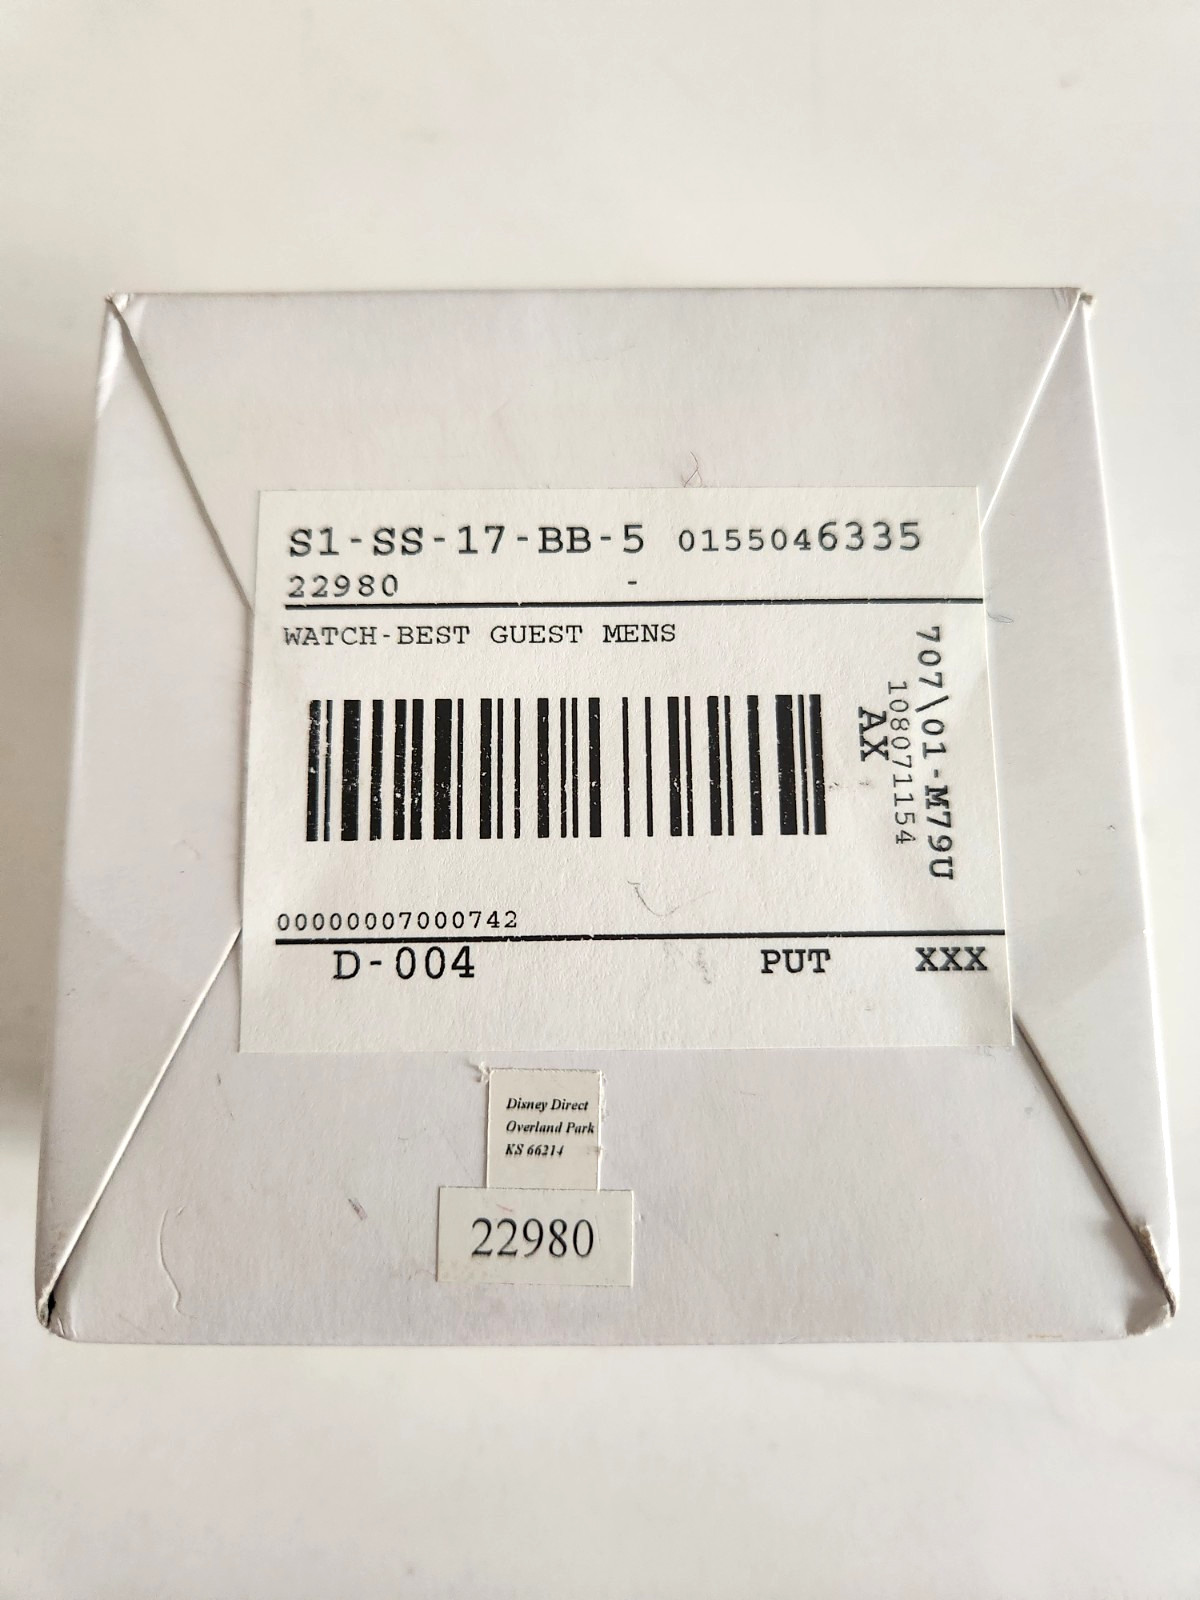 S1-SS-17-BB-5 0155046335
22980 -
WATCH-BEST GUEST MENS
707\01-M79U
108071154
AX
00000007000742
D-004 PUT XXX
Disney Direct
Overland Park
KS 66214
22980